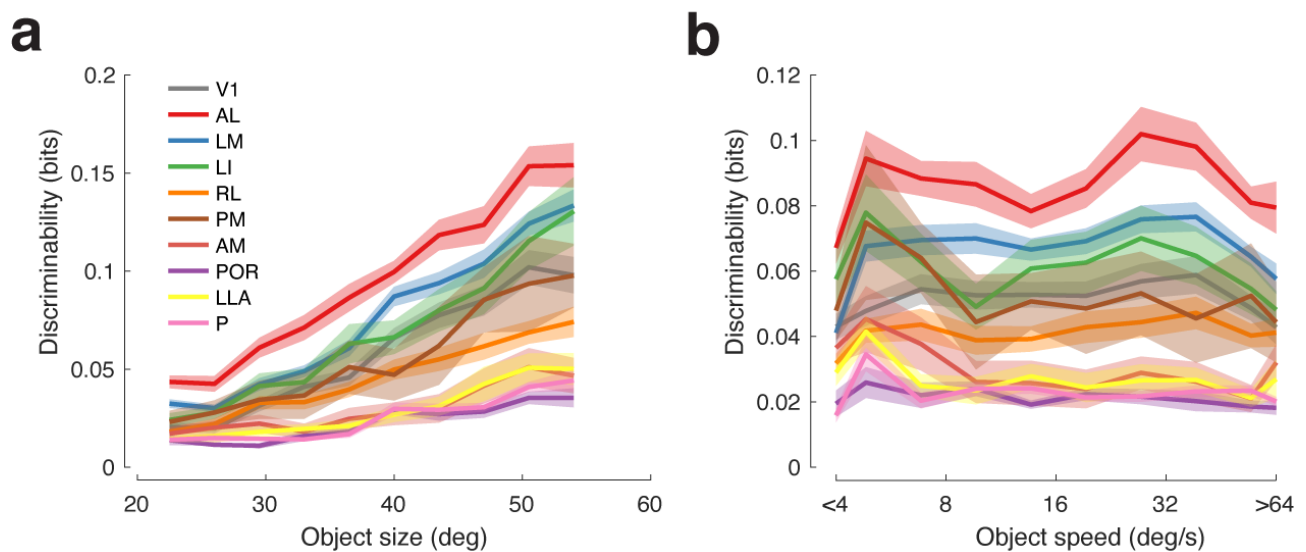 a
b
0.2
0.15
0.1
0.05
0
Discriminability (bits)
V1
AL
LM
LI
RL
PM
AM
POR
LLA
P
20
30
40
50
60
Object size (deg)
0.12
0.1
0.08
0.06
0.04
0.02
0
Discriminability (bits)
<4
8
16
32
>64
Object speed (deg/s)